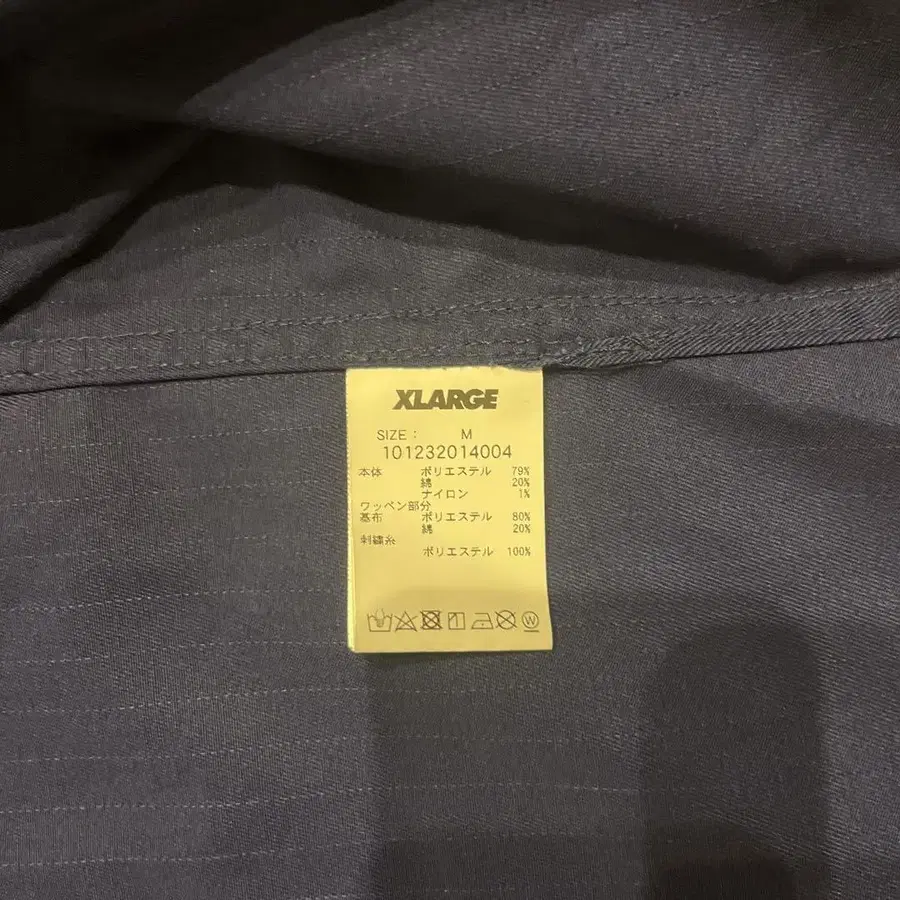 XLARGE
SIZE : M
101232014004
本体 ポリエステル 79%
綿 20%
ナイロン 1%
ワッペン部分
基布 ポリエステル 80%
綿 20%
刺繍糸
ポリエステル 100%
W